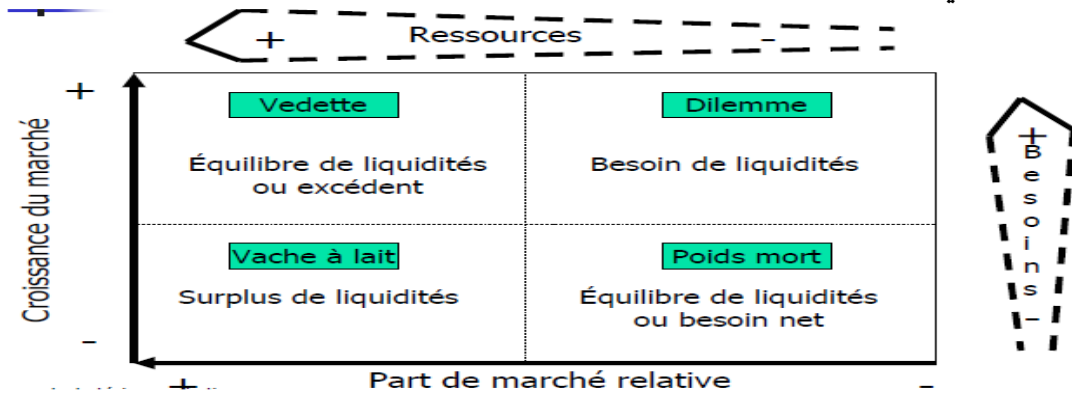 + Ressources -
+
Vedette
Dilemme
Équilibre de liquidités
ou excédent
Besoin de liquidités
Croissance du marché
Vache à lait
Poids mort
Surplus de liquidités
Équilibre de liquidités
ou besoin net
-
+ Part de marché relative -
+
Besoins
-